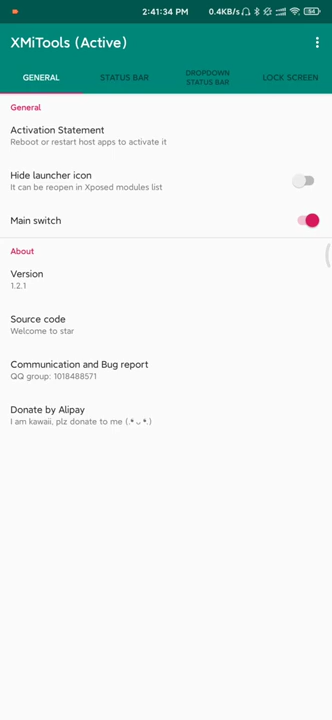 2:41:34 PM 0.4KB/s 54
XMiTools (Active)
GENERAL STATUS BAR DROPDOWN STATUS BAR LOCK SCREEN
General
Activation Statement
Reboot or restart host apps to activate it
Hide launcher icon
It can be reopen in Xposed modules list
Main switch
About
Version
1.2.1
Source code
Welcome to star
Communication and Bug report
QQ group: 1018488571
Donate by Alipay
I am kawaii, plz donate to me (.❛ ᴗ ❛.)